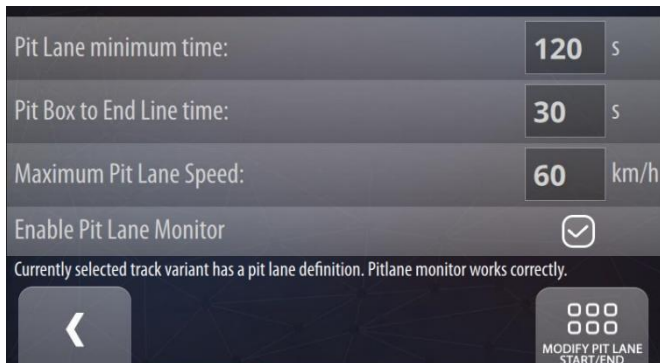 Pit Lane minimum time: 120 s
Pit Box to End Line time: 30 s
Maximum Pit Lane Speed: 60 km/h
Enable Pit Lane Monitor
Currently selected track variant has a pit lane definition. Pitlane monitor works correctly.
MODIFY PIT LANE
START/END